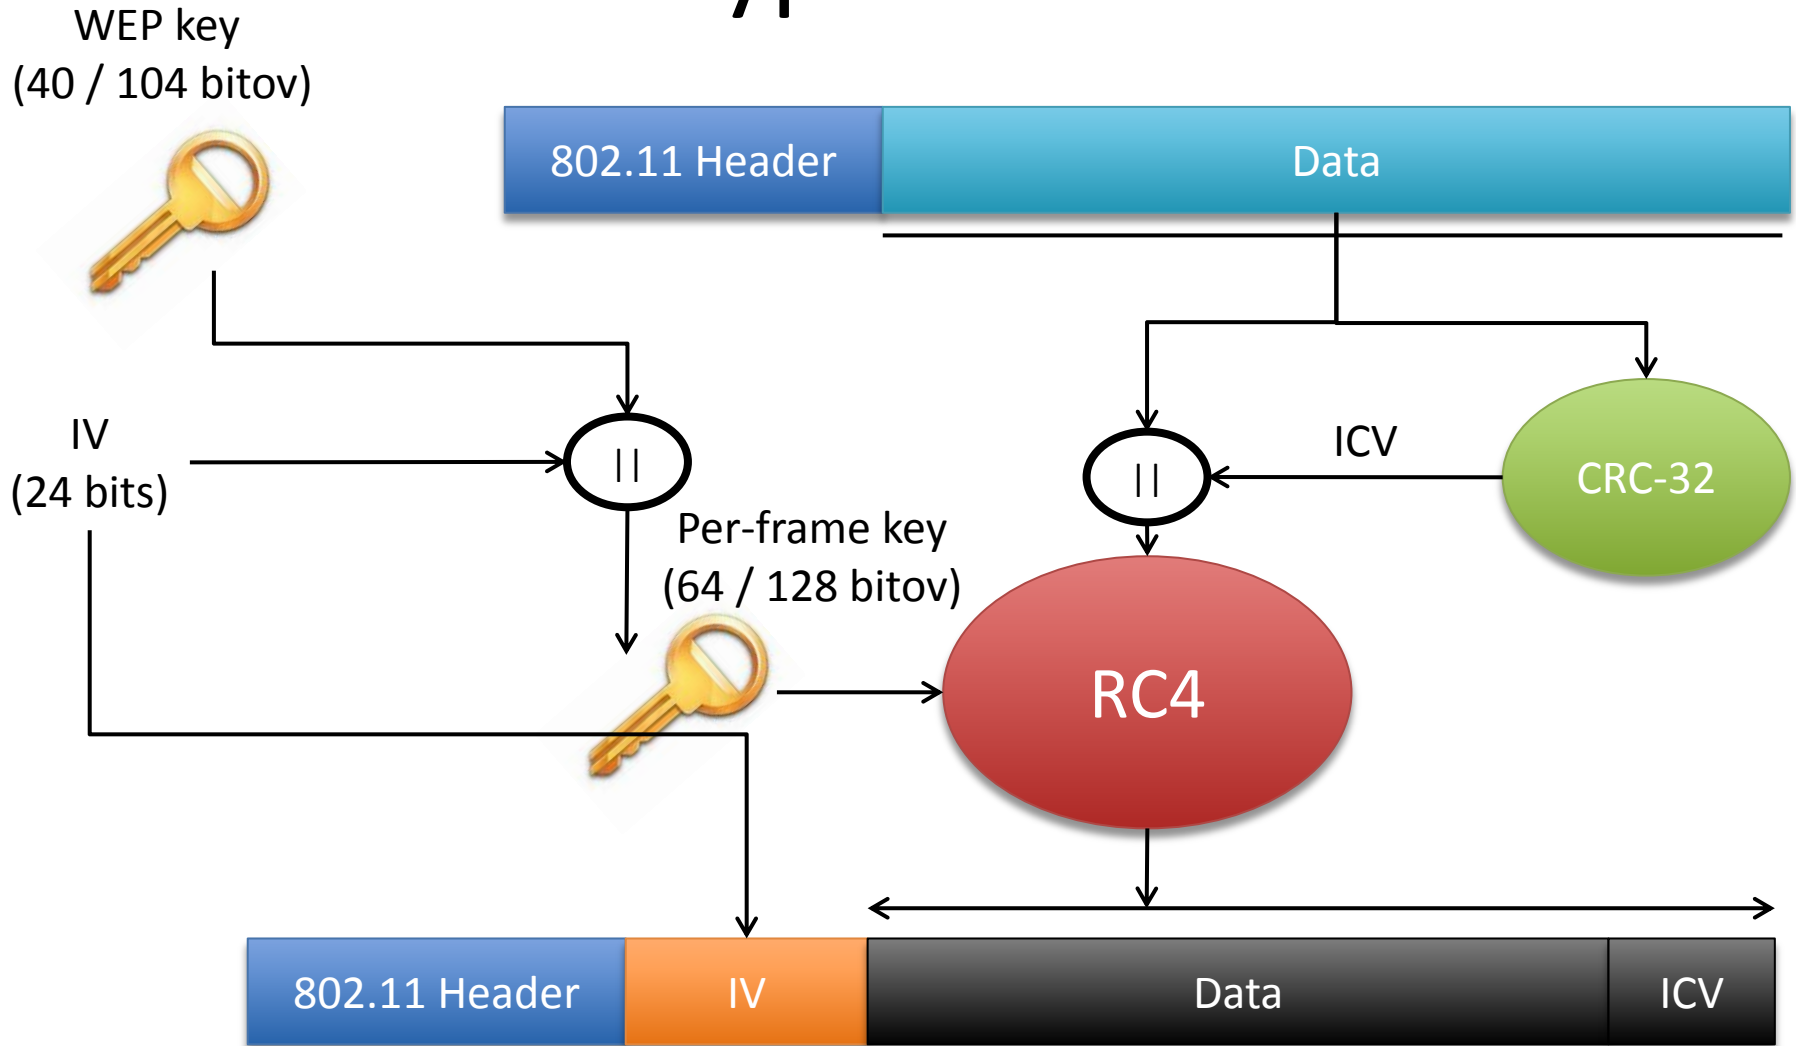 WEP key
(40 / 104 bitov)
802.11 Header
Data
IV
(24 bits)
||
||
ICV
CRC-32
Per-frame key
(64 / 128 bitov)
RC4
802.11 Header
IV
Data
ICV